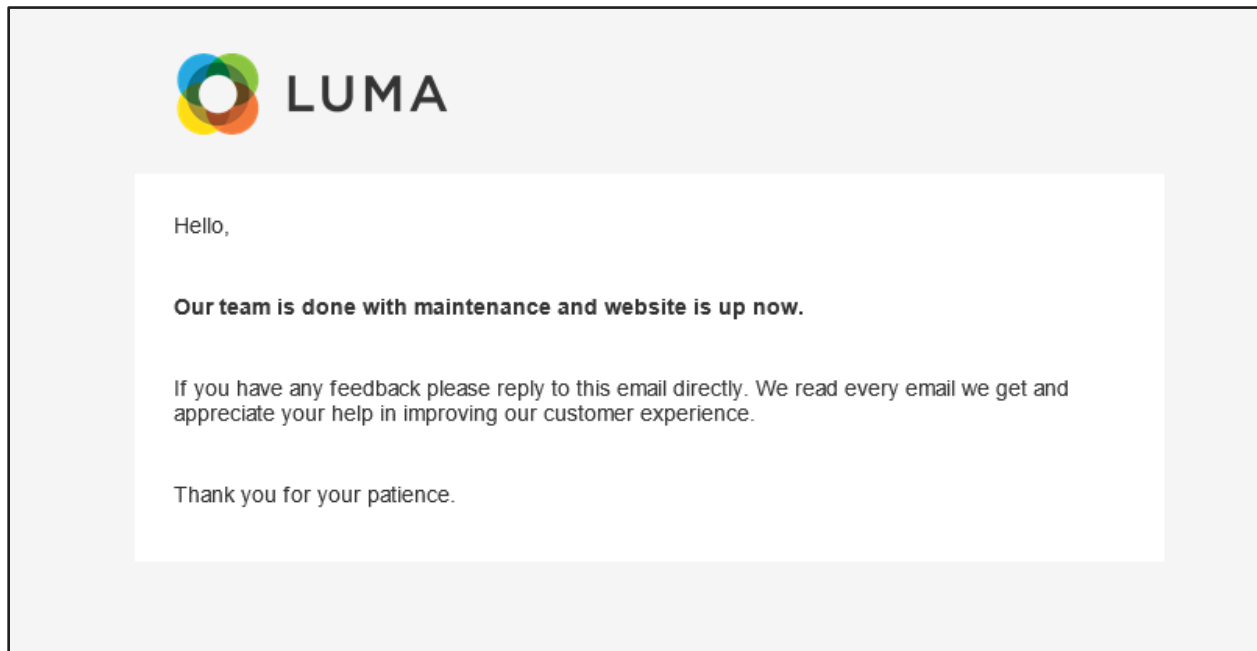 LUMA
Hello,
Our team is done with maintenance and website is up now.
If you have any feedback please reply to this email directly. We read every email we get and
appreciate your help in improving our customer experience.
Thank you for your patience.